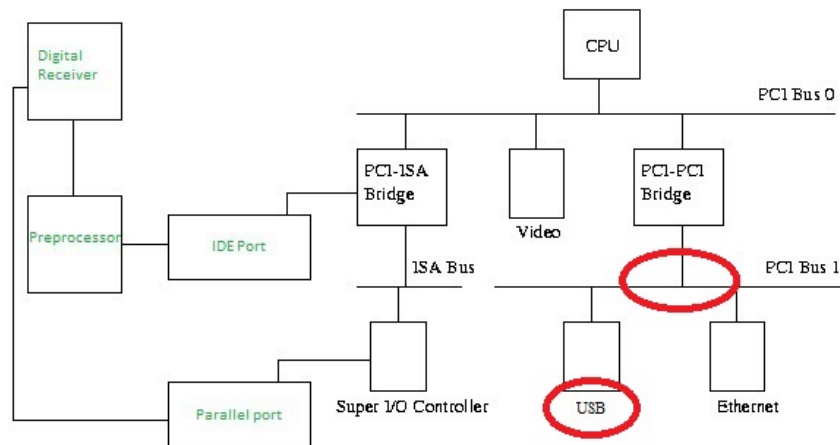 CPU
Digital
Receiver
PCI Bus 0
PCI-ISA
Bridge
PCI-PCI
Bridge
Preprocessor
IDE Port
Video
ISA Bus
PCI Bus 1
Parallel port
Super I/O Controller
USB
Ethernet